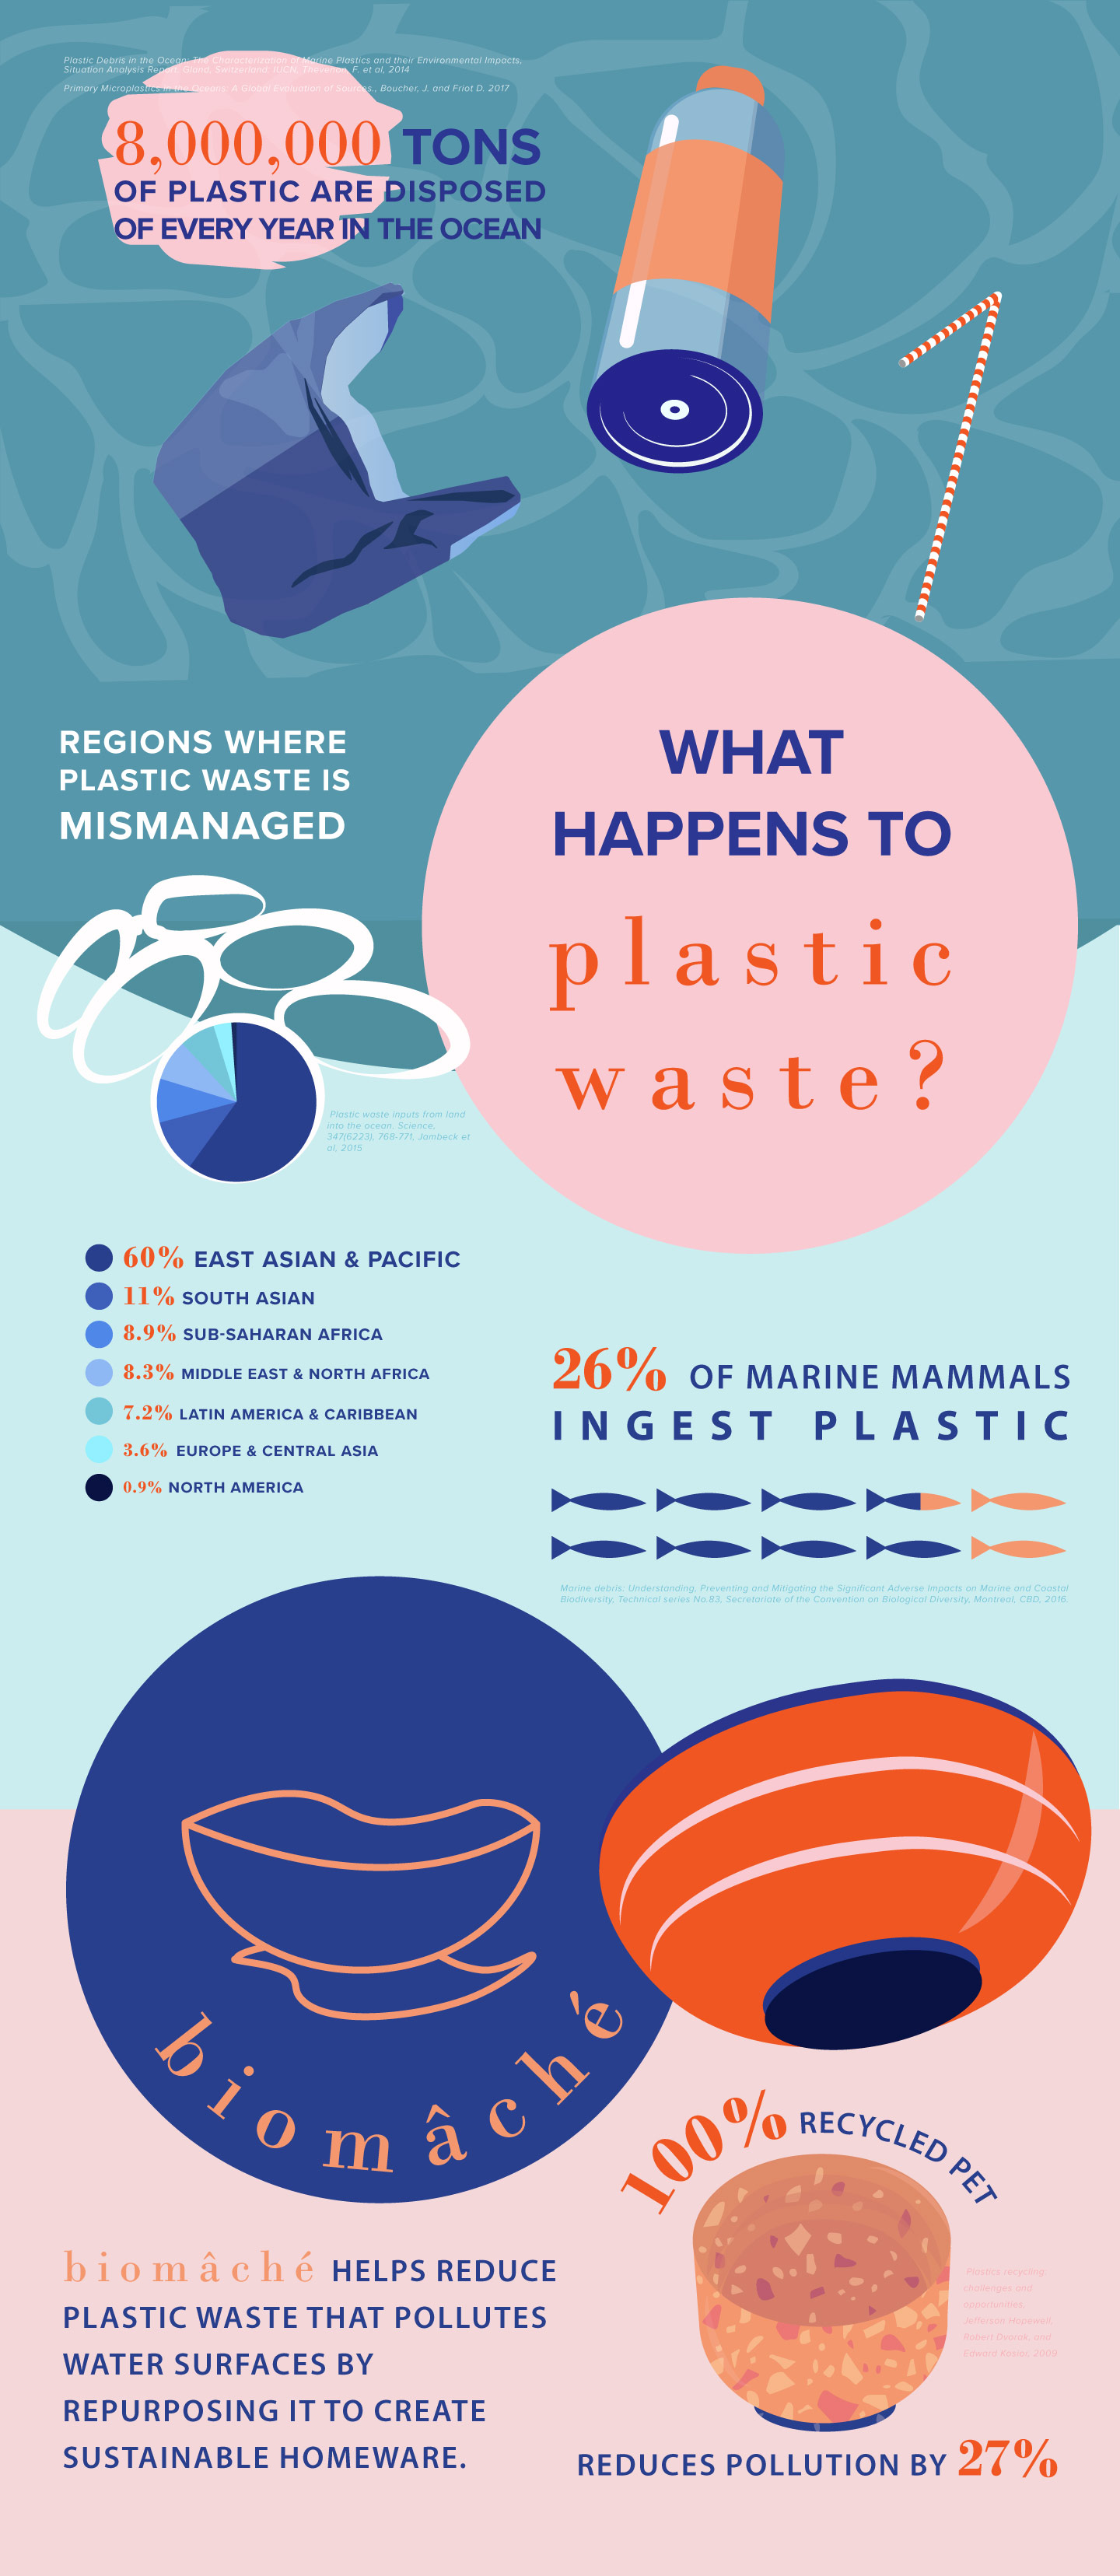 Plastic Debris in the Ocean: The Characterization of Marine Plastics and their Environmental Impacts,
Situation Analysis Report. Gland, Switzerland: IUCN, Thevenon, F. et al, 2014
Primary Microplastics in the Oceans: A Global Evaluation of Sources., Boucher, J. and Friot D. 2017
8,000,000 TONS
OF PLASTIC ARE DISPOSED
OF EVERY YEAR IN THE OCEAN
REGIONS WHERE
PLASTIC WASTE IS
MISMANAGED
WHAT
HAPPENS TO
plastic
waste?
Plastic waste inputs from land
into the ocean. Science,
347(6223), 768-771, Jambeck et
al, 2015
60% EAST ASIAN & PACIFIC
11% SOUTH ASIAN
8.9% SUB-SAHARAN AFRICA
8.3% MIDDLE EAST & NORTH AFRICA
7.2% LATIN AMERICA & CARIBBEAN
3.6% EUROPE & CENTRAL ASIA
0.9% NORTH AMERICA
26% OF MARINE MAMMALS
INGEST PLASTIC
Marine debris: Understanding, Preventing and Mitigating the Significant Adverse Impacts on Marine and Coastal
Biodiversity, Technical series No.83, Secretariate of the Convention on Biological Diversity, Montreal, CBD, 2016.
biomâché
100% RECYCLED PET
biomâché HELPS REDUCE
PLASTIC WASTE THAT POLLUTES
WATER SURFACES BY
REPURPOSING IT TO CREATE
SUSTAINABLE HOMEWARE.
Plastics recycling:
challenges and
opportunities,
Jefferson Hopewell,
Robert Dvorak, and
Edward Kosior, 2009
REDUCES POLLUTION BY 27%